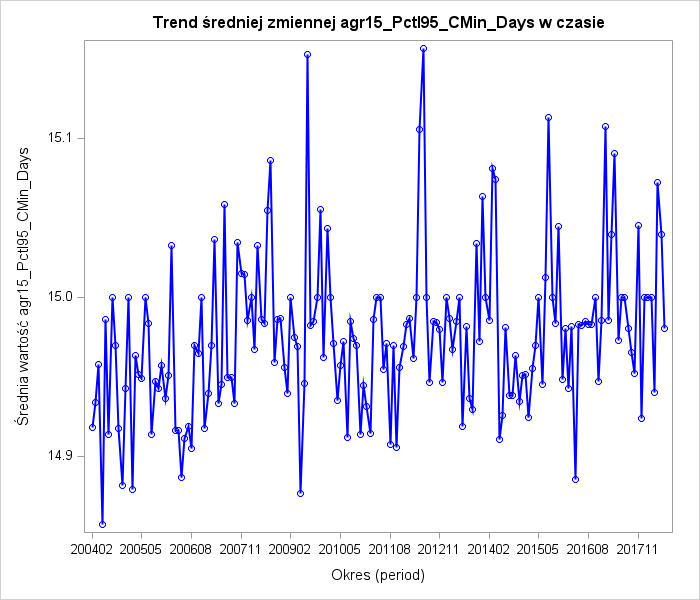 Trend średniej zmiennej agr15_Pctl95_CMin_Days w czasie
Średnia wartość agr15_Pctl95_CMin_Days
15.1
15.0
14.9
200402 200505 200608 200711 200902 201005 201108 201211 201402 201505 201608 201711
Okres (period)